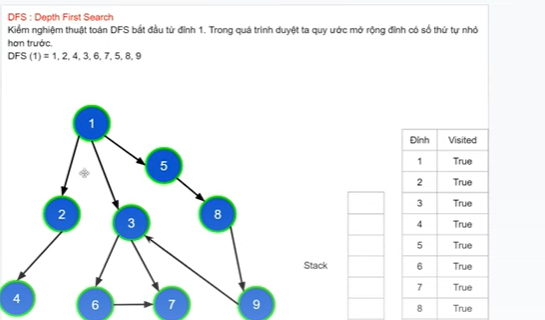 DFS : Depth First Search
Kiểm nghiệm thuật toán DFS bắt đầu từ đỉnh 1. Trong quá trình duyệt ta quy ước mở rộng đỉnh có số thứ tự nhỏ
hơn trước.
DFS (1) = 1, 2, 4, 3, 6, 7, 5, 8, 9
1
5
2
3
8
4
6
7
9
Stack
Đỉnh Visited
1 True
2 True
3 True
4 True
5 True
6 True
7 True
8 True